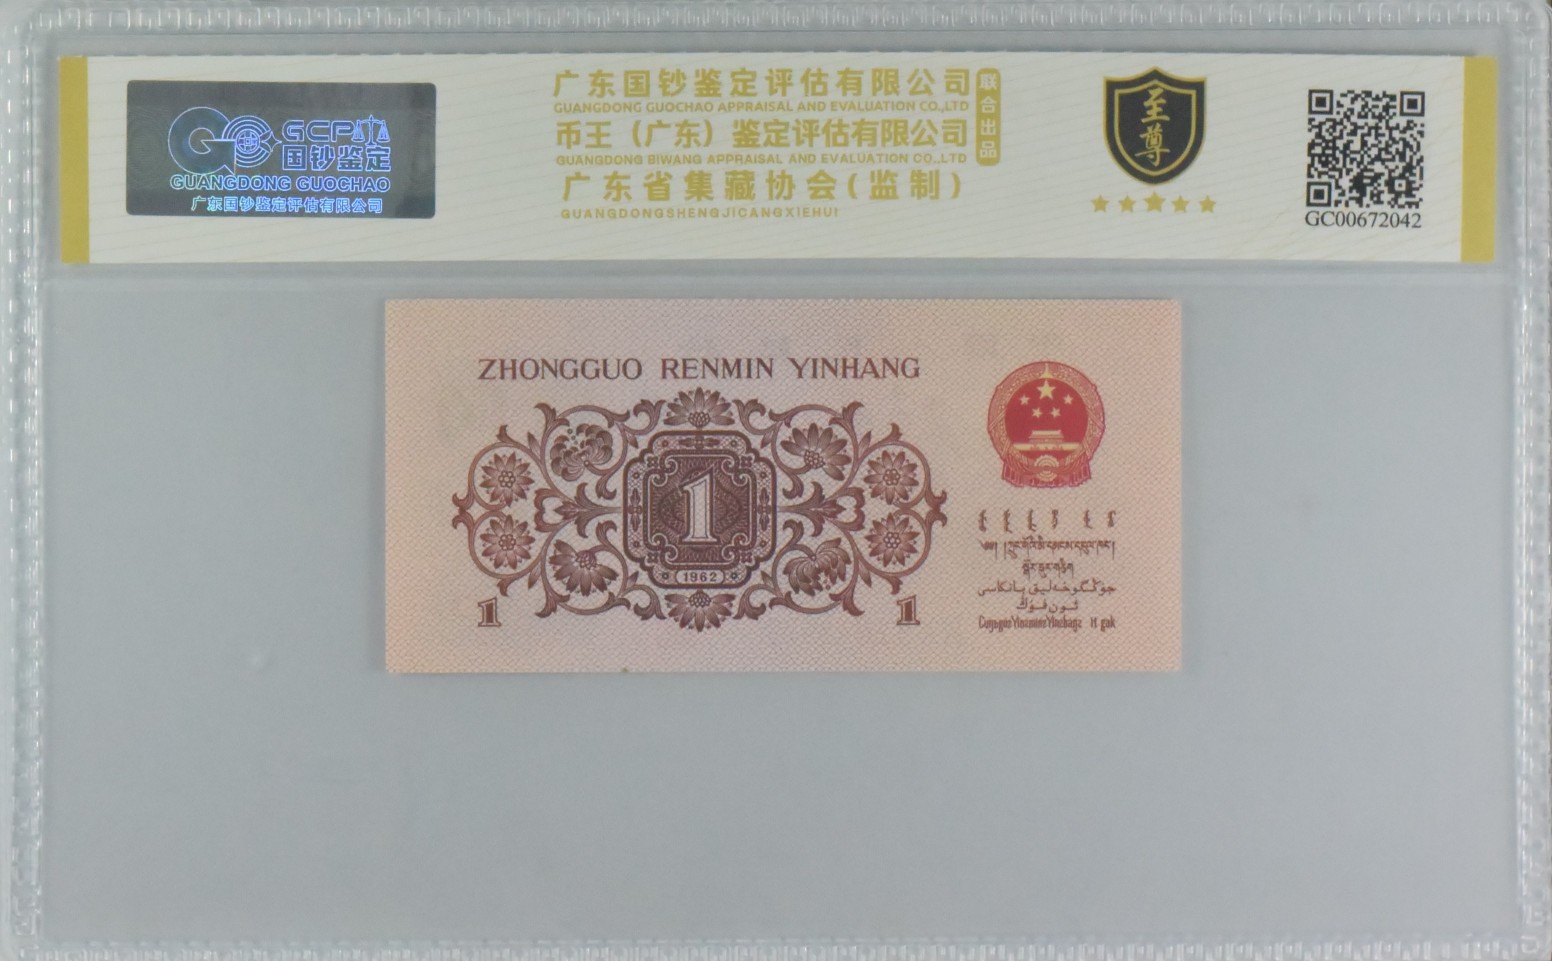 GCP
国钞鉴定
GUANGDONG GUOCHAO
广东国钞鉴定评估有限公司
广东国钞鉴定评估有限公司
GUANGDONG GUOCHAO APPRAISAL AND EVALUATION CO.,LTD
币王（广东）鉴定评估有限公司
GUANGDONG BIWANG APPRAISAL AND EVALUATION CO.,LTD
广东省集藏协会(监制)
GUANGDONGSHENGJICANGXIEHUI
联合出品
至尊
GC00672042
ZHONGGUO RENMIN YINHANG
1
1962
1
1